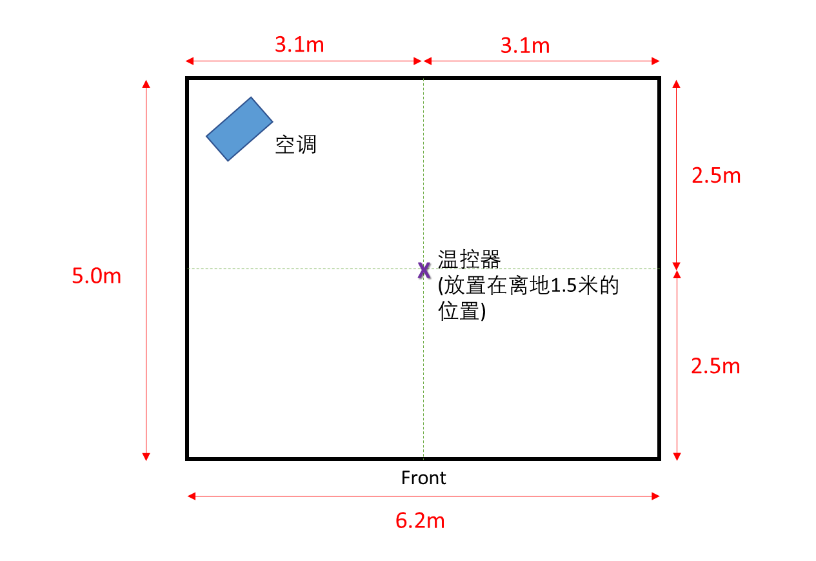 3.1m
3.1m
空调
2.5m
温控器
(放置在离地1.5米的
位置)
5.0m
2.5m
Front
6.2m